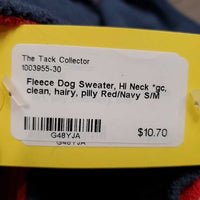 The Tack Collector
1003955-30
Fleece Dog Sweater, HI Neck *gc,
clean, hairy, pilly Red/Navy S/M
$10.70
G48YJA
G48YJA